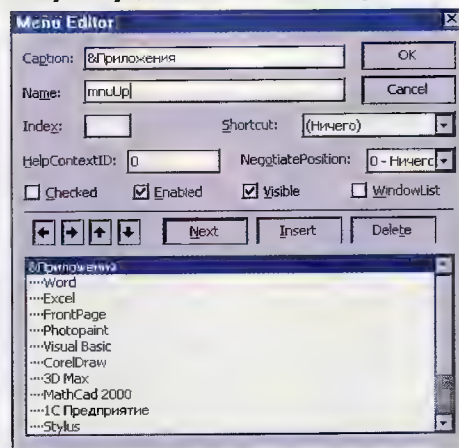 Menu Editor
Caption: &Приложения OK
Name: mnuUp Cancel
Index: Shortcut: (Ничего)
HelpContextID: 0 NegotiatePosition: 0 - Ничего
Checked Enabled Visible WindowList
Next Insert Delete
&Приложения
····Word
····Excel
····FrontPage
····Photopaint
····Visual Basic
····CorelDraw
····3D Max
····MathCad 2000
····1С Предприятие
····Stylus